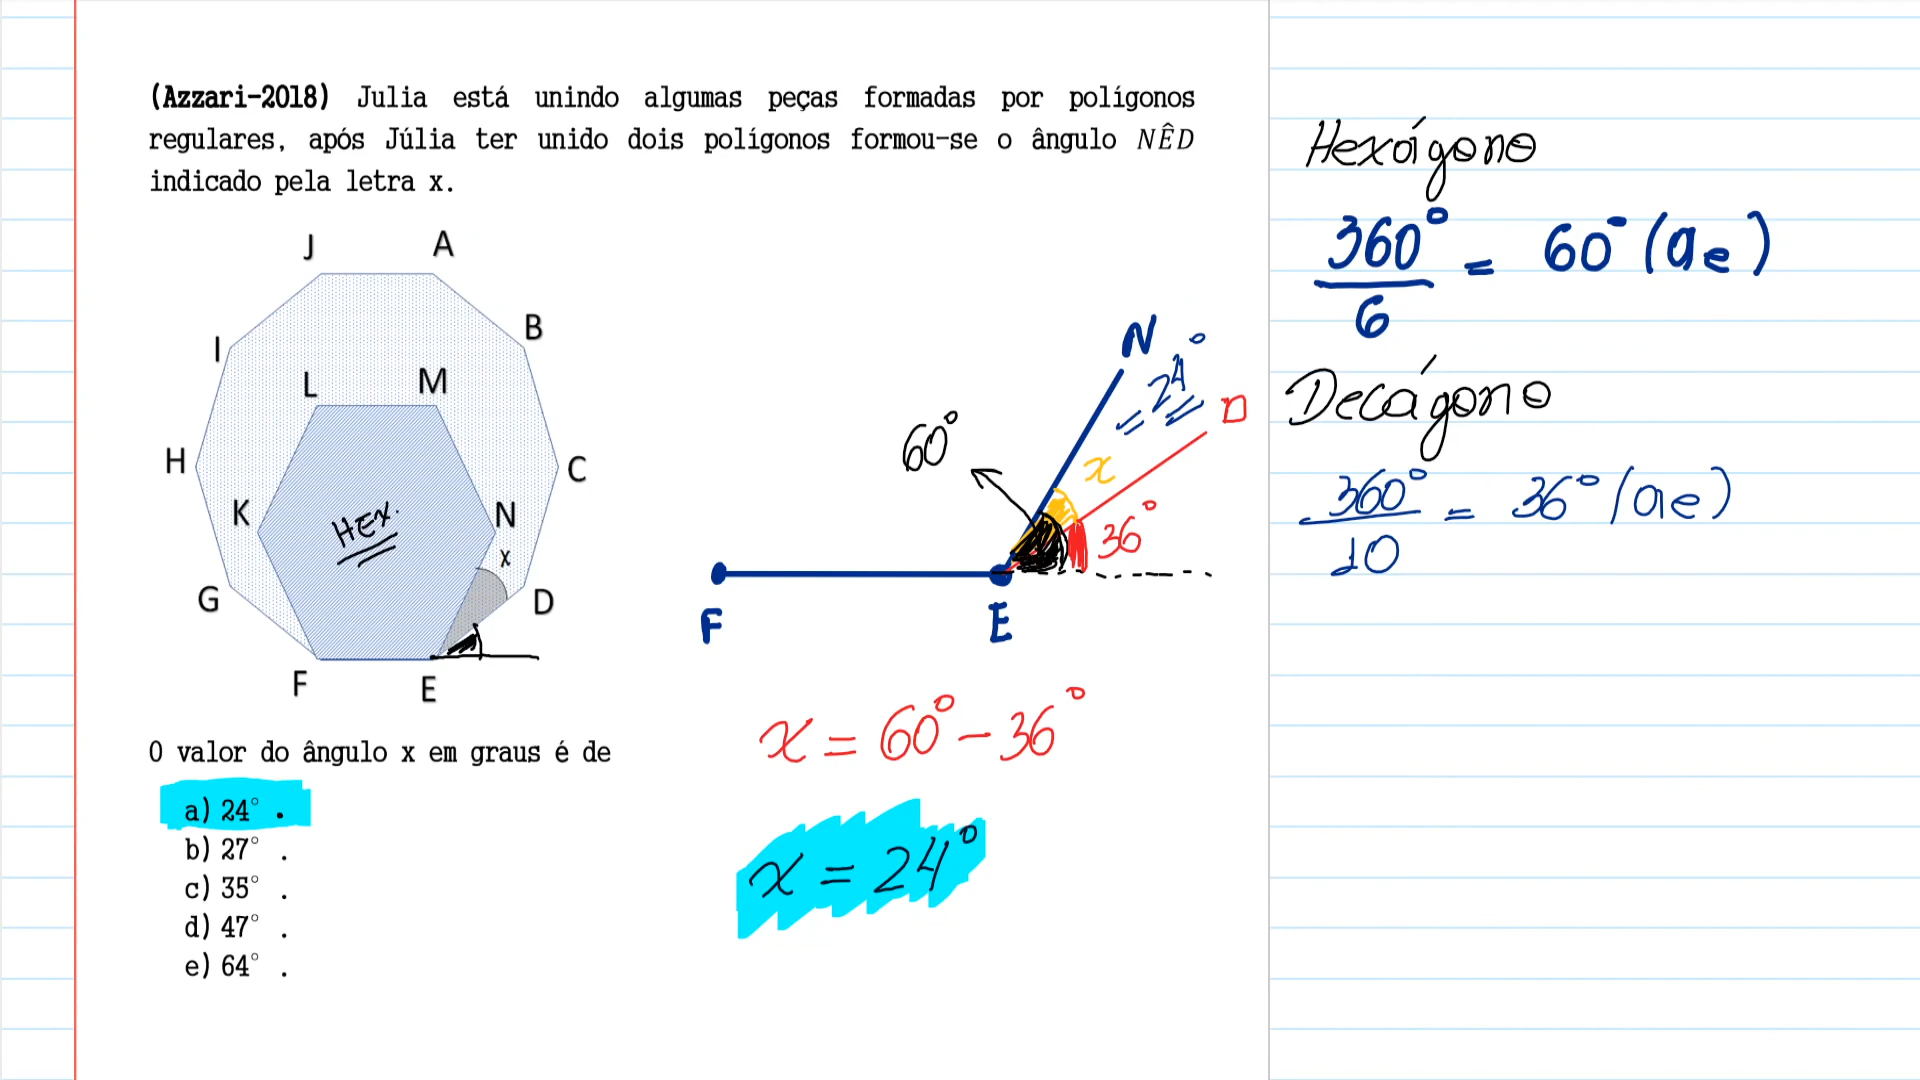 (Azzari-2018) Julia está unindo algumas peças formadas por polígonos
regulares, após Júlia ter unido dois polígonos formou-se o ângulo NÊD
indicado pela letra x.
J A
I B
L M
H C
K HEX. N
x
G D
F E
O valor do ângulo x em graus é de
a) 24° .
b) 27° .
c) 35° .
d) 47° .
e) 64° .
N
= 24°
D
60°
x
36°
F E
x = 60° - 36°
x = 24°
Hexágono
360° = 60° (ae)
6
Decágono
360° = 36° (ae)
10